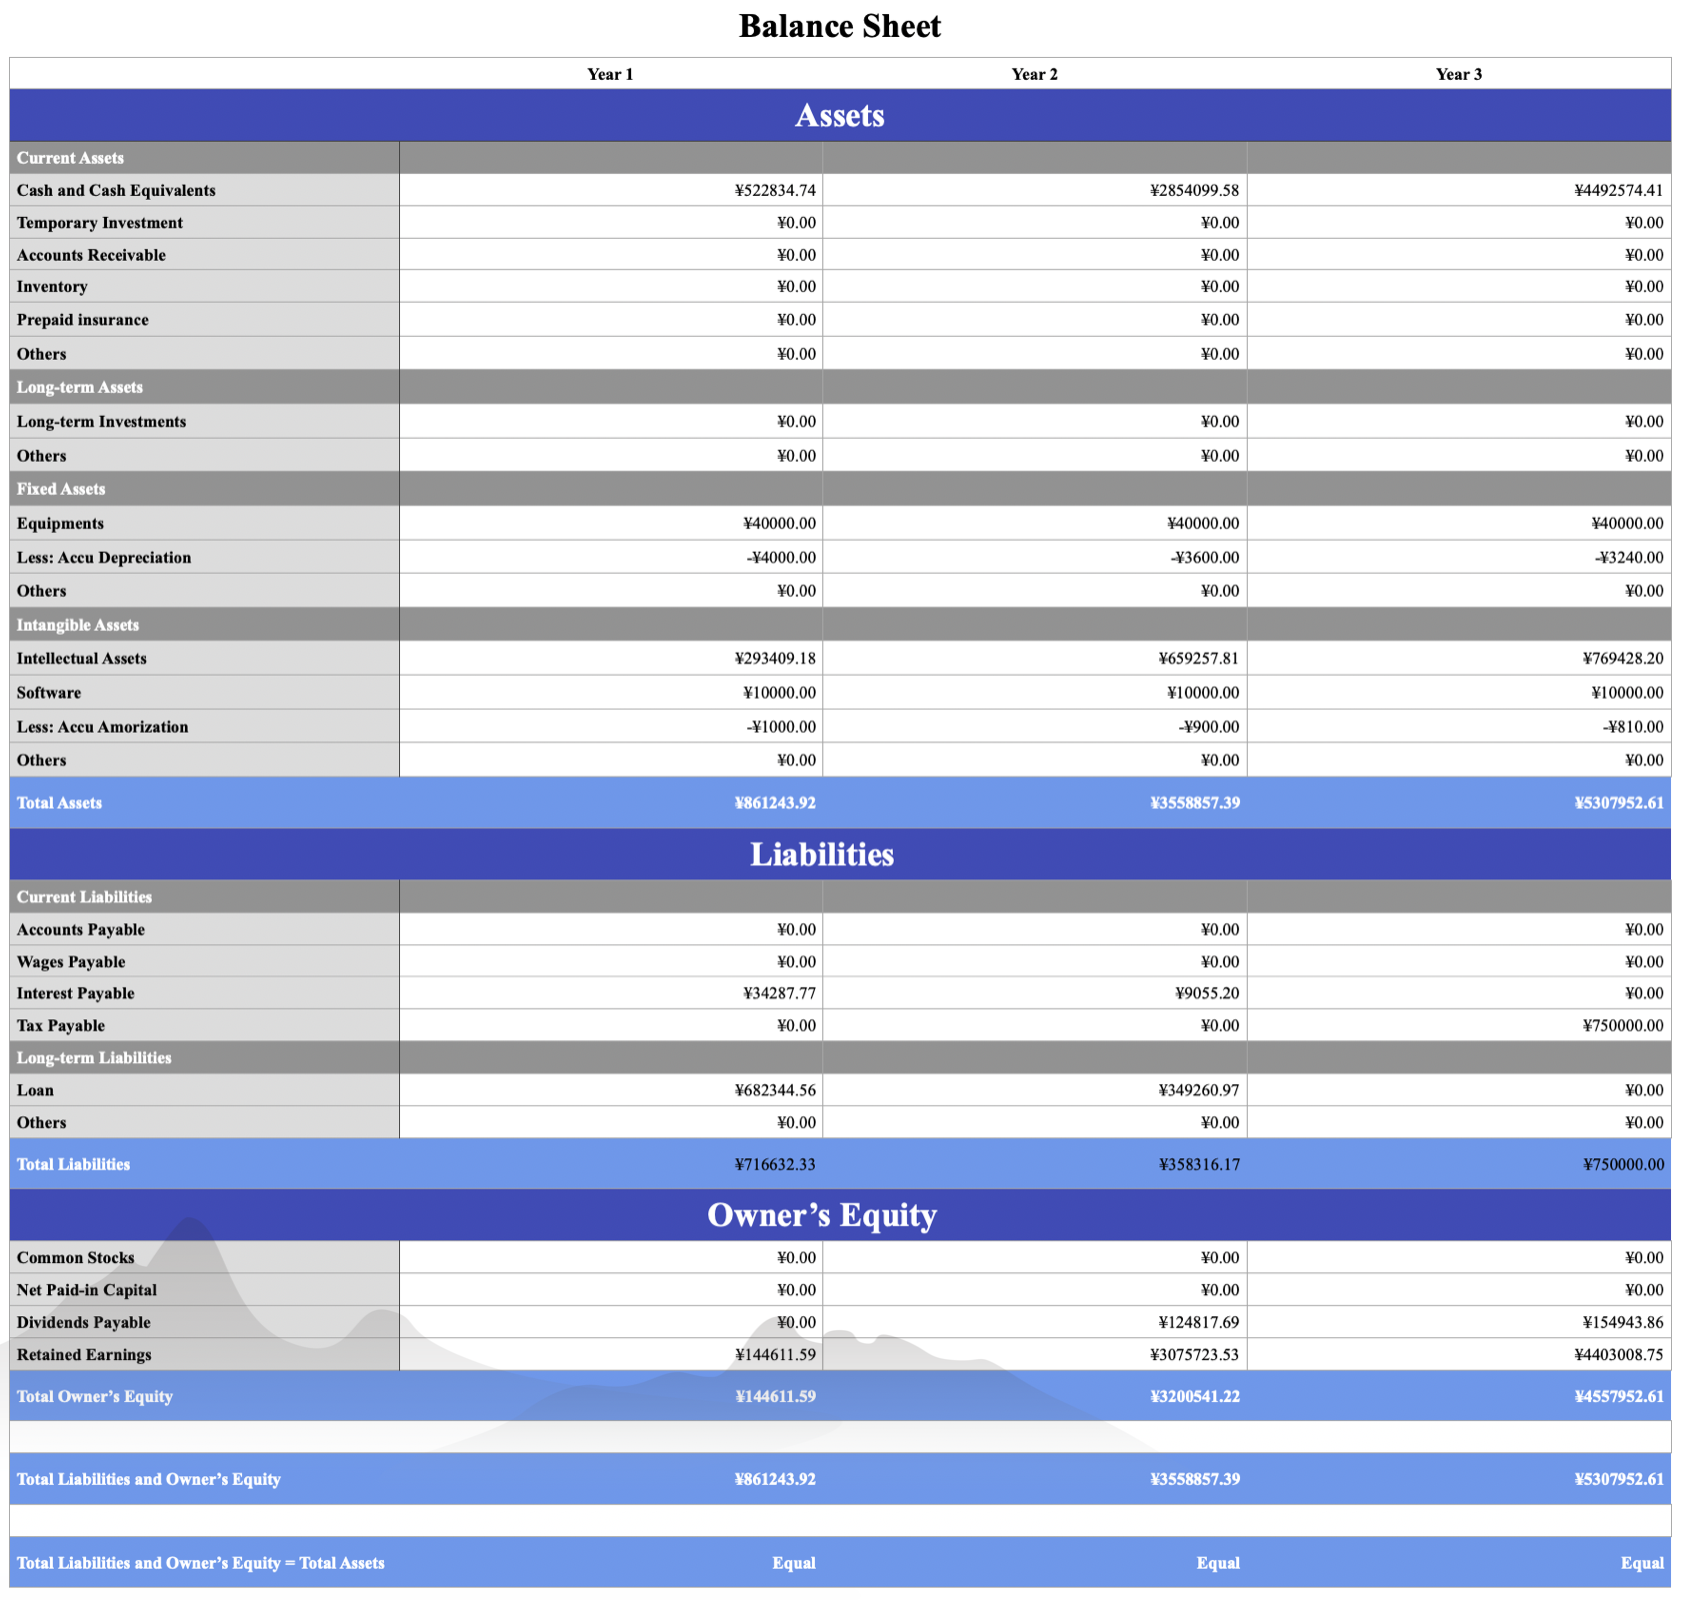 Balance Sheet
Year 1 Year 2 Year 3
Assets
Current Assets
Cash and Cash Equivalents ¥522834.74 ¥2854099.58 ¥4492574.41
Temporary Investment ¥0.00 ¥0.00 ¥0.00
Accounts Receivable ¥0.00 ¥0.00 ¥0.00
Inventory ¥0.00 ¥0.00 ¥0.00
Prepaid insurance ¥0.00 ¥0.00 ¥0.00
Others ¥0.00 ¥0.00 ¥0.00
Long-term Assets
Long-term Investments ¥0.00 ¥0.00 ¥0.00
Others ¥0.00 ¥0.00 ¥0.00
Fixed Assets
Equipments ¥40000.00 ¥40000.00 ¥40000.00
Less: Accu Depreciation -¥4000.00 -¥3600.00 -¥3240.00
Others ¥0.00 ¥0.00 ¥0.00
Intangible Assets
Intellectual Assets ¥293409.18 ¥659257.81 ¥769428.20
Software ¥10000.00 ¥10000.00 ¥10000.00
Less: Accu Amorization -¥1000.00 -¥900.00 -¥810.00
Others ¥0.00 ¥0.00 ¥0.00
Total Assets ¥861243.92 ¥3558857.39 ¥5307952.61
Liabilities
Current Liabilities
Accounts Payable ¥0.00 ¥0.00 ¥0.00
Wages Payable ¥0.00 ¥0.00 ¥0.00
Interest Payable ¥34287.77 ¥9055.20 ¥0.00
Tax Payable ¥0.00 ¥0.00 ¥750000.00
Long-term Liabilities
Loan ¥682344.56 ¥349260.97 ¥0.00
Others ¥0.00 ¥0.00 ¥0.00
Total Liabilities ¥716632.33 ¥358316.17 ¥750000.00
Owner’s Equity
Common Stocks ¥0.00 ¥0.00 ¥0.00
Net Paid-in Capital ¥0.00 ¥0.00 ¥0.00
Dividends Payable ¥0.00 ¥124817.69 ¥154943.86
Retained Earnings ¥144611.59 ¥3075723.53 ¥4403008.75
Total Owner’s Equity ¥144611.59 ¥3200541.22 ¥4557952.61
Total Liabilities and Owner’s Equity ¥861243.92 ¥3558857.39 ¥5307952.61
Total Liabilities and Owner’s Equity = Total Assets Equal Equal Equal